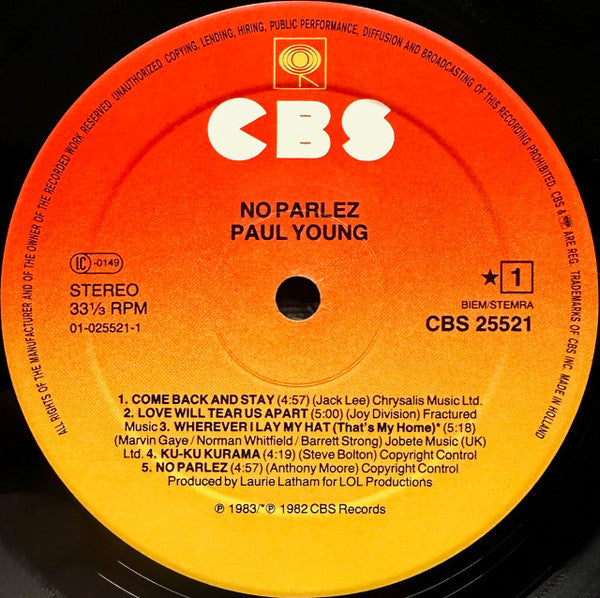 ALL RIGHTS OF THE MANUFACTURER AND OF THE OWNER OF THE RECORDED WORK RESERVED. UNAUTHORIZED COPYING, LENDING, HIRING, PUBLIC PERFORMANCE, DIFFUSION AND BROADCASTING OF THIS RECORDING PROHIBITED. CBS & ARE REG. TRADEMARKS OF CBS INC. MADE IN HOLLAND
CBS
NO PARLEZ
PAUL YOUNG
LC -0149
STEREO
33⅓ RPM
01-025521-1
★ 1
BIEM/STEMRA
CBS 25521
1. COME BACK AND STAY (4:57) (Jack Lee) Chrysalis Music Ltd.
2. LOVE WILL TEAR US APART (5:00) (Joy Division) Fractured
Music 3. WHEREVER I LAY MY HAT (That's My Home)* (5:18)
(Marvin Gaye / Norman Whitfield / Barrett Strong) Jobete Music (UK)
Ltd. 4. KU-KU KURAMA (4:19) (Steve Bolton) Copyright Control
5. NO PARLEZ (4:57) (Anthony Moore) Copyright Control
Produced by Laurie Latham for LOL Productions
℗ 1983/*℗ 1982 CBS Records